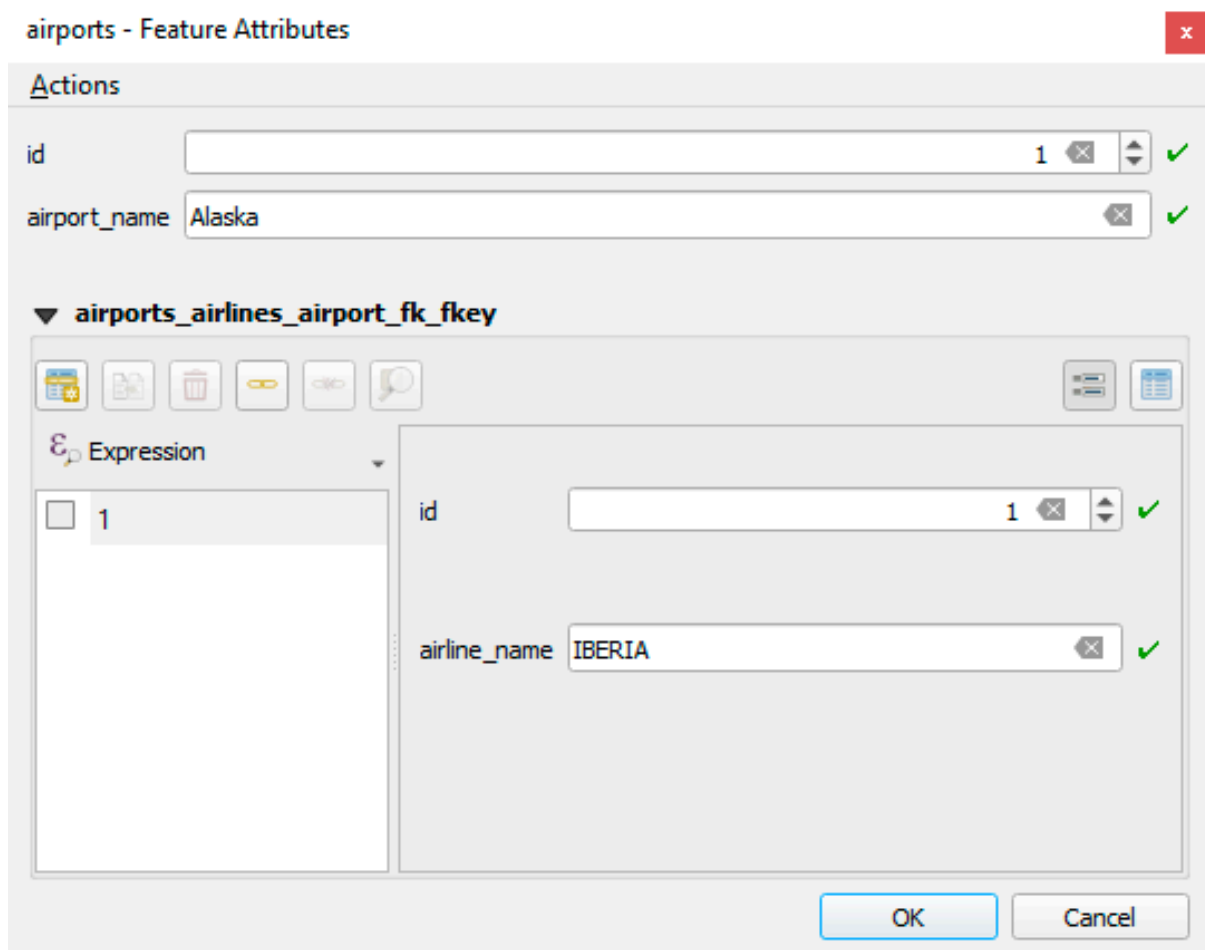 airports - Feature Attributes
x
Actions
id 1
airport_name Alaska
airports_airlines_airport_fk_fkey
Expression
1
id 1
airline_name IBERIA
OK Cancel